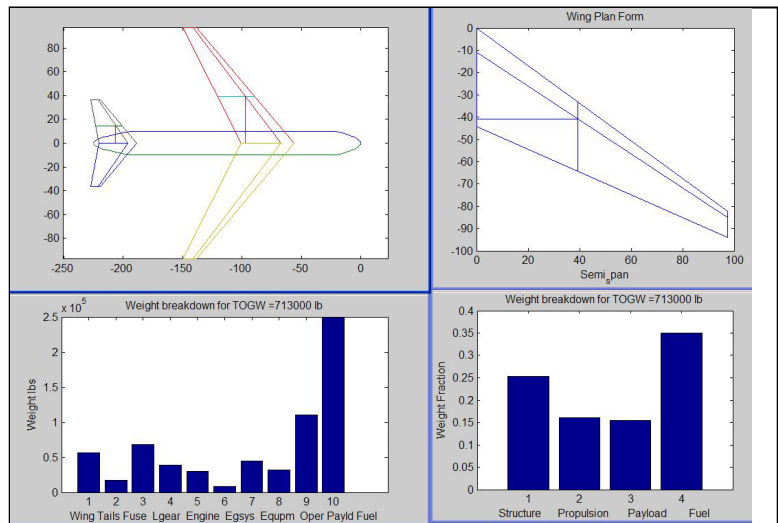 80
60
40
20
0
-20
-40
-60
-80
-250 -200 -150 -100 -50 0
Wing Plan Form
0
-10
-20
-30
-40
-50
-60
-70
-80
-90
-100
0 20 40 60 80 100
Semi_span
Weight breakdown for TOGW =713000 lb
x 10^5
2.5
2
1.5
1
0.5
0
Weight lbs
1 2 3 4 5 6 7 8 9 10
Wing Tails Fuse Lgear Engine Egsys Equpm Oper Payld Fuel
Weight breakdown for TOGW =713000 lb
0.4
0.35
0.3
0.25
0.2
0.15
0.1
0.05
0
Weight Fraction
1 2 3 4
Structure Propulsion Payload Fuel